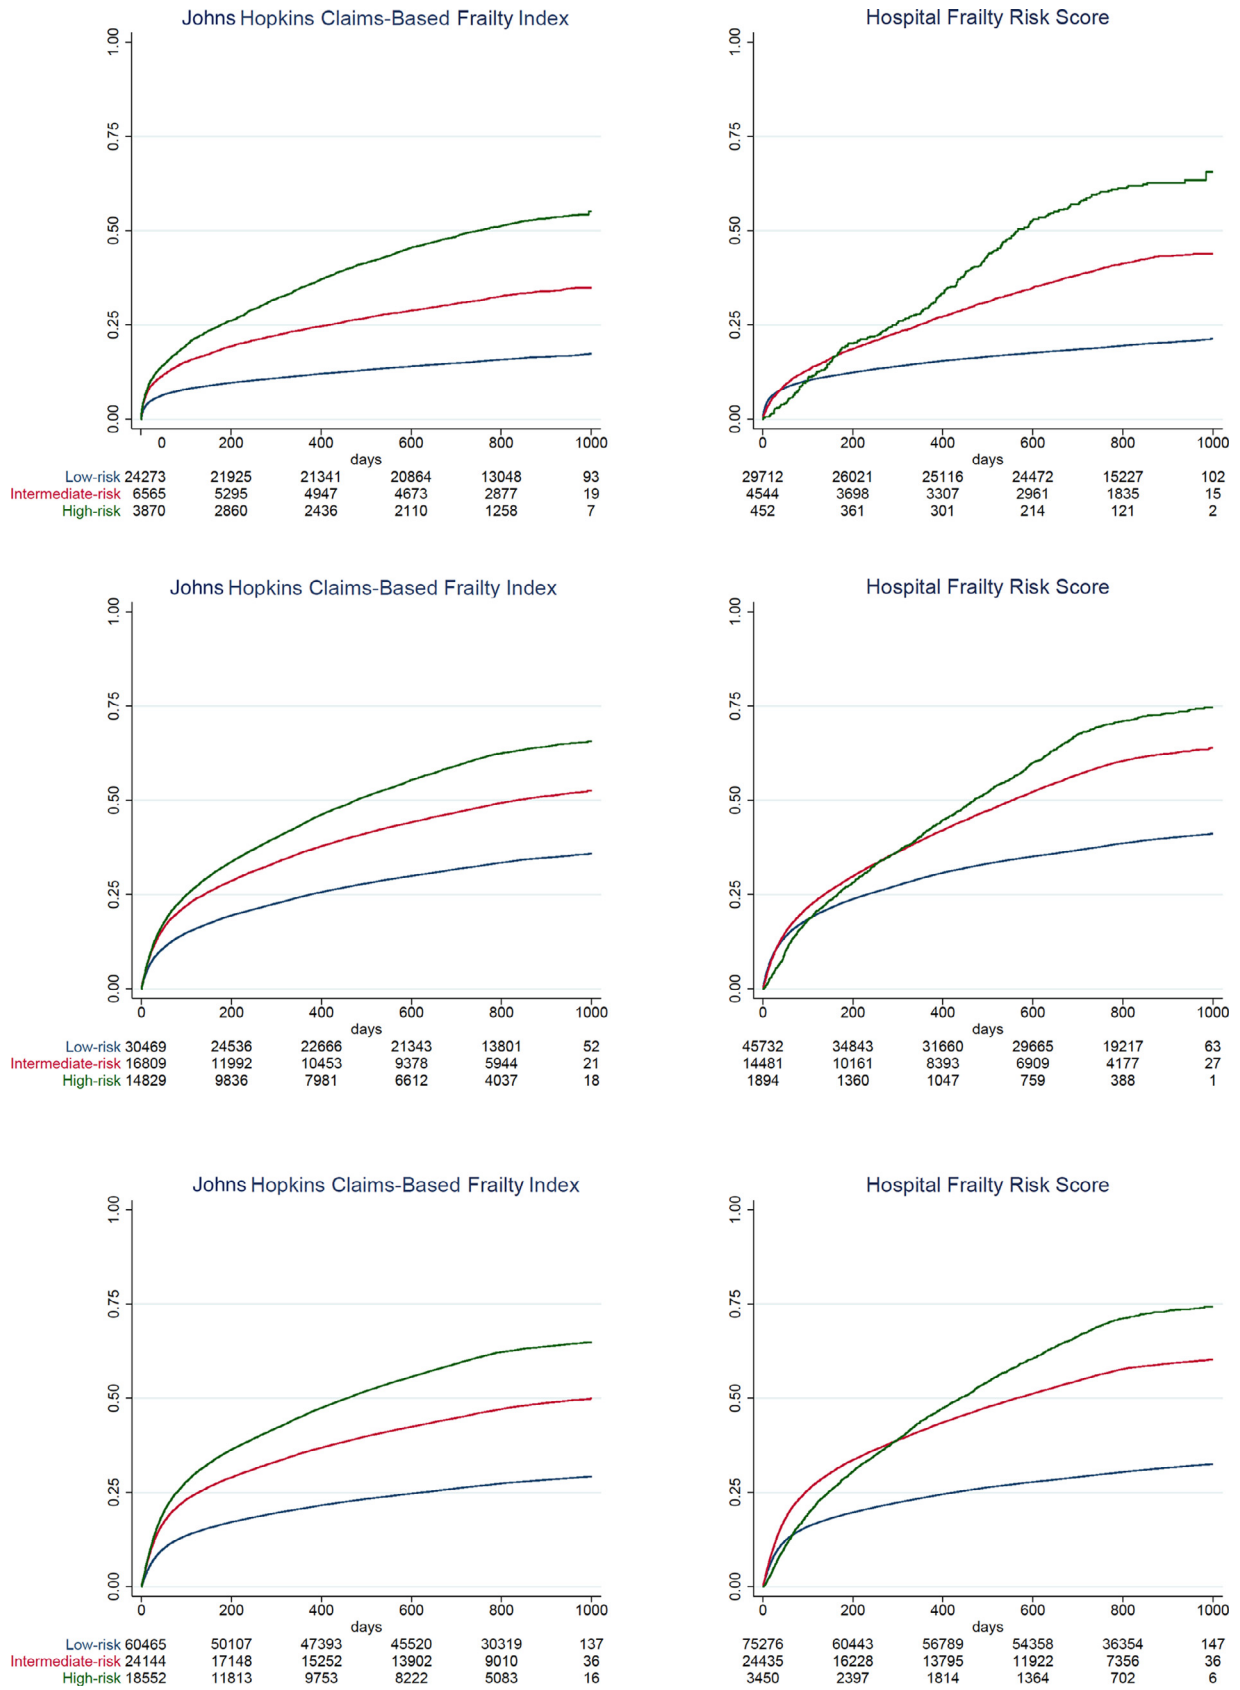 Johns Hopkins Claims-Based Frailty Index
1.00
0.75
0.50
0.25
0.00
0 200 400 600 800 1000
days
Low-risk 24273 21925 21341 20864 13048 93
Intermediate-risk 6565 5295 4947 4673 2877 19
High-risk 3870 2860 2436 2110 1258 7
Hospital Frailty Risk Score
1.00
0.75
0.50
0.25
0.00
0 200 400 600 800 1000
days
29712 26021 25116 24472 15227 102
4544 3698 3307 2961 1835 15
452 361 301 214 121 2
Johns Hopkins Claims-Based Frailty Index
1.00
0.75
0.50
0.25
0.00
0 200 400 600 800 1000
days
Low-risk 30469 24536 22666 21343 13801 52
Intermediate-risk 16809 11992 10453 9378 5944 21
High-risk 14829 9836 7981 6612 4037 18
Hospital Frailty Risk Score
1.00
0.75
0.50
0.25
0.00
0 200 400 600 800 1000
days
45732 34843 31660 29665 19217 63
14481 10161 8393 6909 4177 27
1894 1360 1047 759 388 1
Johns Hopkins Claims-Based Frailty Index
1.00
0.75
0.50
0.25
0.00
0 200 400 600 800 1000
days
Low-risk 60465 50107 47393 45520 30319 137
Intermediate-risk 24144 17148 15252 13902 9010 36
High-risk 18552 11813 9753 8222 5083 16
Hospital Frailty Risk Score
1.00
0.75
0.50
0.25
0.00
0 200 400 600 800 1000
days
75276 60443 56789 54358 36354 147
24435 16228 13795 11922 7356 36
3450 2397 1814 1364 702 6